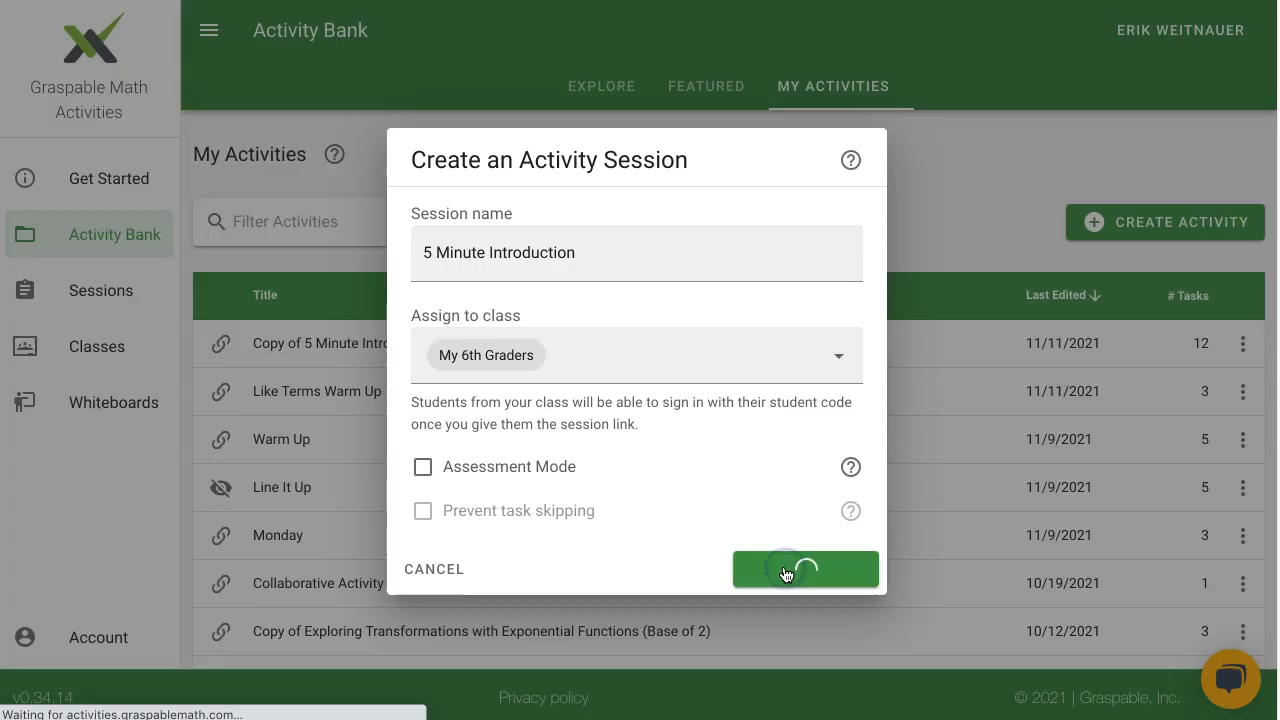 Graspable Math
Activities
Activity Bank
ERIK WEITNAUER
EXPLORE
FEATURED
MY ACTIVITIES
Get Started
Activity Bank
Sessions
Classes
Whiteboards
Account
My Activities
Filter Activities
CREATE ACTIVITY
Title
Last Edited
# Tasks
Copy of 5 Minute Intro
11/11/2021
12
Like Terms Warm Up
11/11/2021
3
Warm Up
11/9/2021
5
Line It Up
11/9/2021
5
Monday
11/9/2021
3
Collaborative Activity
10/19/2021
1
Copy of Exploring Transformations with Exponential Functions (Base of 2)
10/12/2021
3
Create an Activity Session
Session name
5 Minute Introduction
Assign to class
My 6th Graders
Students from your class will be able to sign in with their student code
once you give them the session link.
Assessment Mode
Prevent task skipping
CANCEL
v0.34.14
Privacy policy
© 2021 | Graspable, Inc.
Waiting for activities.graspablemath.com...